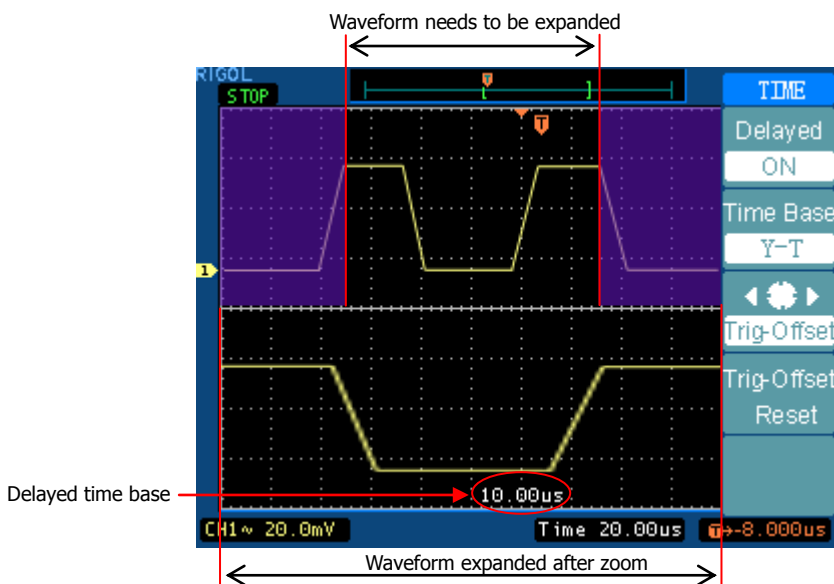 Waveform needs to be expanded
RIGOL
STOP
T
TIME
T
Delayed
ON
Time Base
Y-T
1
Trig-Offset
Trig-Offset
Reset
Delayed time base
10.00us
CH1~ 20.0mV
Time 20.00us
T→-8.000us
Waveform expanded after zoom